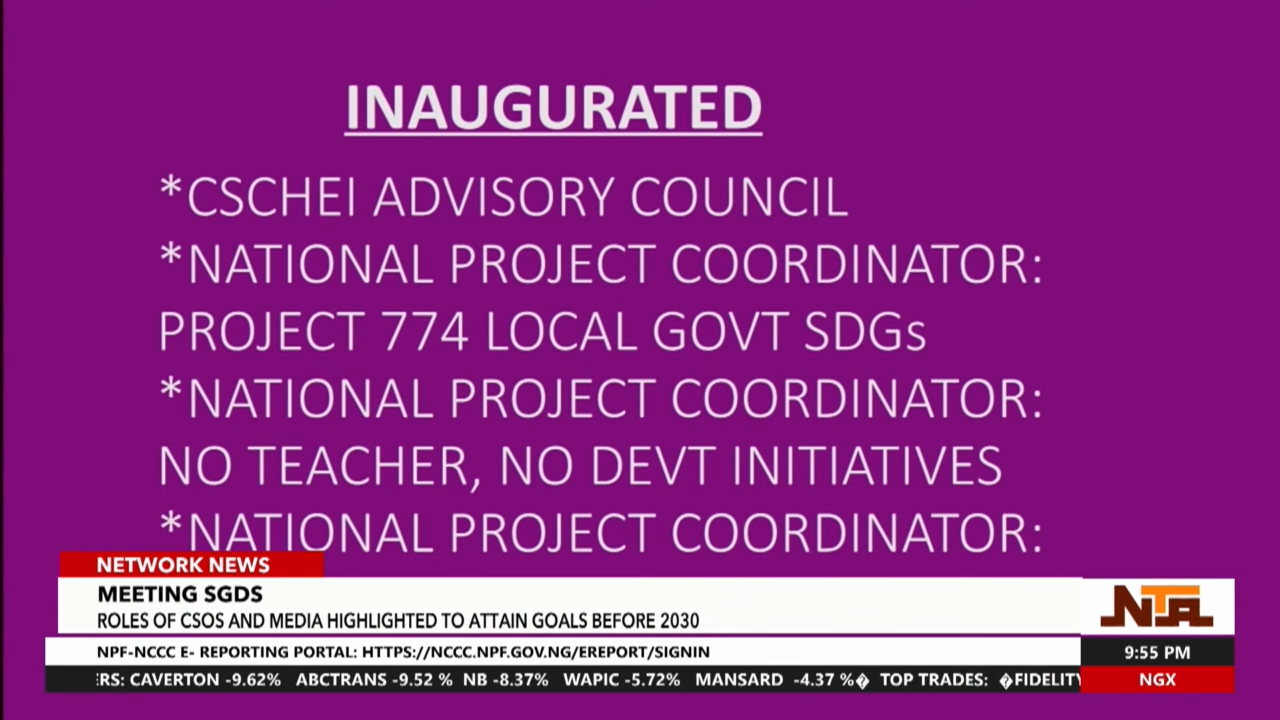 INAUGURATED
*CSCHEI ADVISORY COUNCIL
*NATIONAL PROJECT COORDINATOR:
PROJECT 774 LOCAL GOVT SDGs
*NATIONAL PROJECT COORDINATOR:
NO TEACHER, NO DEVT INITIATIVES
*NATIONAL PROJECT COORDINATOR:
NETWORK NEWS
MEETING SGDS
ROLES OF CSOS AND MEDIA HIGHLIGHTED TO ATTAIN GOALS BEFORE 2030
NTA
NPF-NCCC E- REPORTING PORTAL: HTTPS://NCCC.NPF.GOV.NG/EREPORT/SIGNIN
9:55 PM
RS: CAVERTON -9.62% ABCTRANS -9.52 % NB -8.37% WAPIC -5.72% MANSARD -4.37 %� TOP TRADES: �FIDELITY
NGX